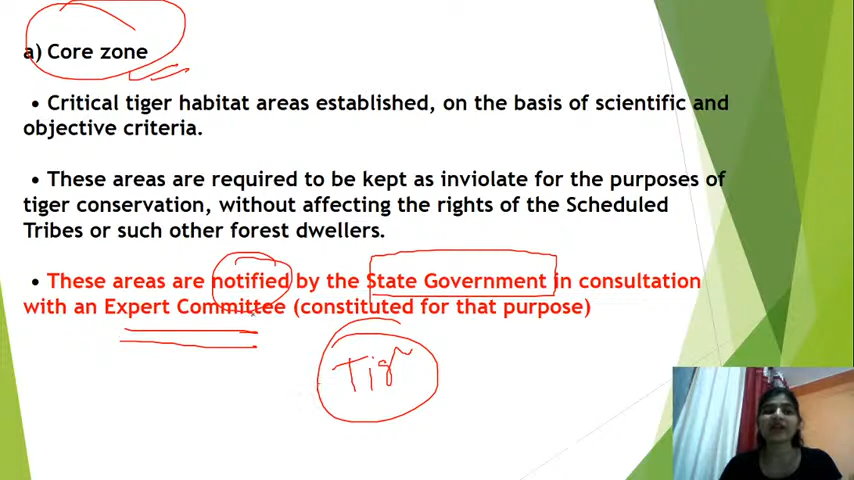 a) Core zone
• Critical tiger habitat areas established, on the basis of scientific and
objective criteria.
• These areas are required to be kept as inviolate for the purposes of
tiger conservation, without affecting the rights of the Scheduled
Tribes or such other forest dwellers.
• These areas are notified by the State Government in consultation
with an Expert Committee (constituted for that purpose)